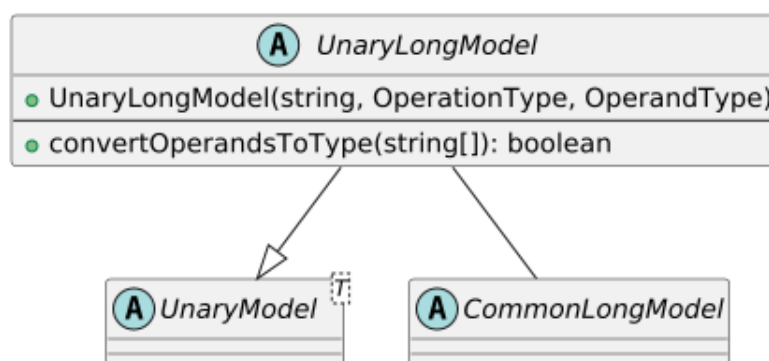 A UnaryLongModel
UnaryLongModel(string, OperationType, OperandType)
convertOperandsToType(string[]): boolean
T
A UnaryModel
A CommonLongModel